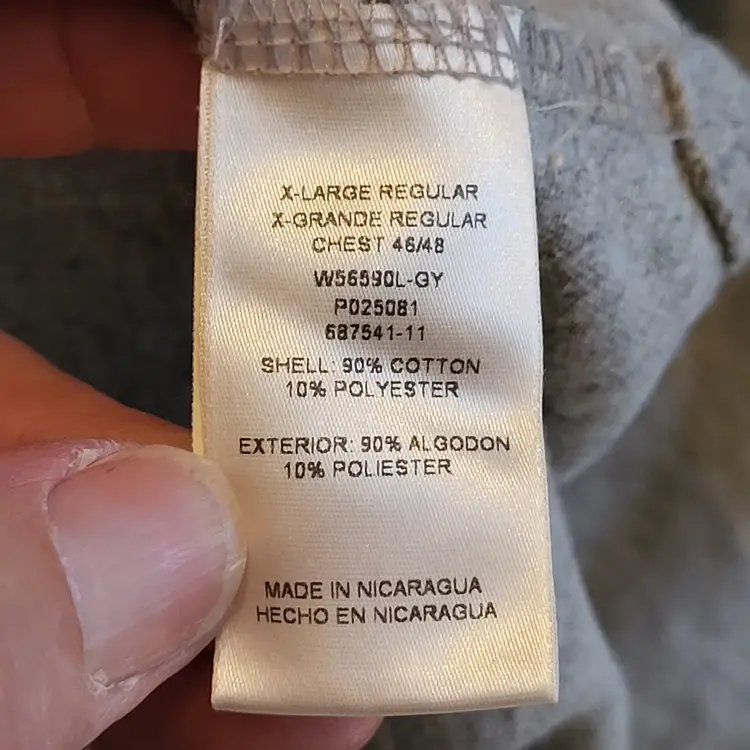 X-LARGE REGULAR
X-GRANDE REGULAR
CHEST 46/48
W56590L-GY
P025081
687541-11
SHELL: 90% COTTON
10% POLYESTER
EXTERIOR: 90% ALGODON
10% POLIESTER
MADE IN NICARAGUA
HECHO EN NICARAGUA